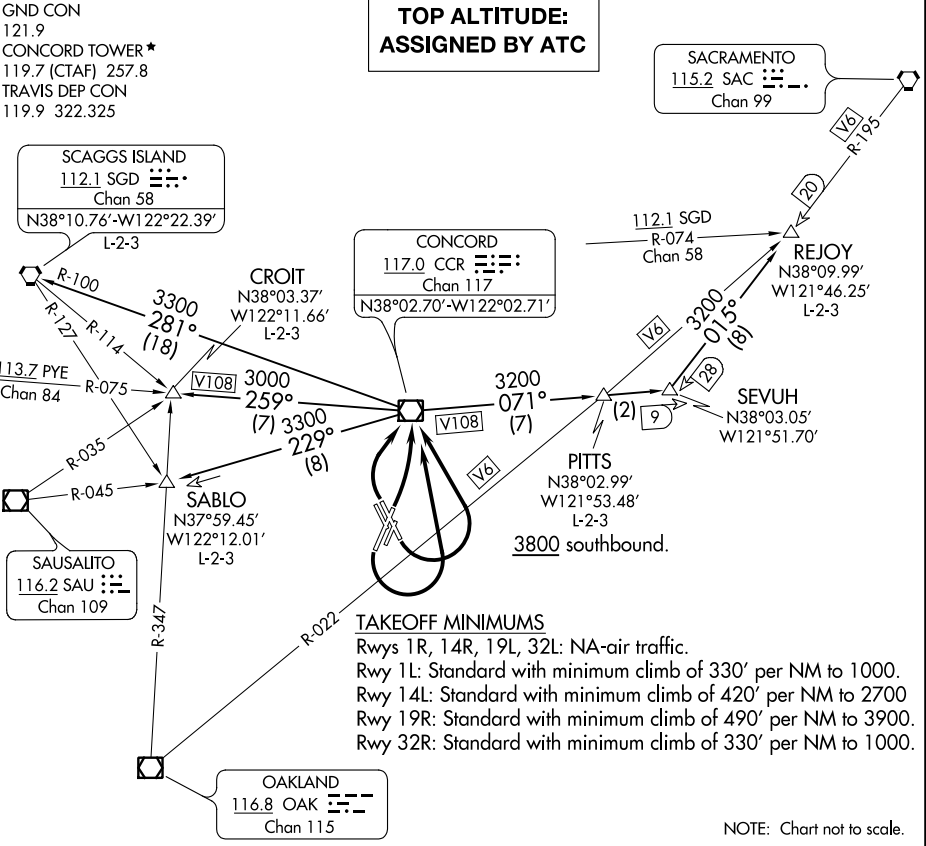 GND CON
121.9
CONCORD TOWER★
119.7 (CTAF) 257.8
TRAVIS DEP CON
119.9 322.325
TOP ALTITUDE:
ASSIGNED BY ATC
SACRAMENTO
115.2 SAC
Chan 99
V6
R-195
20
SCAGGS ISLAND
112.1 SGD
Chan 58
N38°10.76'-W122°22.39'
L-2-3
CONCORD
117.0 CCR
Chan 117
N38°02.70'-W122°02.71'
112.1 SGD
R-074
Chan 58
REJOY
N38°09.99'
W121°46.25'
L-2-3
CROIT
N38°03.37'
W122°11.66'
L-2-3
R-100
R-127
R-114
3300
281°
(18)
V6
3200
015°
(8)
28
113.7 PYE
Chan 84
R-075
V108
3000
259°
(7)
3300
229°
(8)
3200
071°
(7)
V108
(2)
9
SEVUH
N38°03.05'
W121°51.70'
PITTS
N38°02.99'
W121°53.48'
L-2-3
3800 southbound.
V6
R-035
R-045
SABLO
N37°59.45'
W122°12.01'
L-2-3
SAUSALITO
116.2 SAU
Chan 109
R-347
R-022
TAKEOFF MINIMUMS
Rwys 1R, 14R, 19L, 32L: NA-air traffic.
Rwy 1L: Standard with minimum climb of 330' per NM to 1000.
Rwy 14L: Standard with minimum climb of 420' per NM to 2700
Rwy 19R: Standard with minimum climb of 490' per NM to 3900.
Rwy 32R: Standard with minimum climb of 330' per NM to 1000.
OAKLAND
116.8 OAK
Chan 115
NOTE: Chart not to scale.